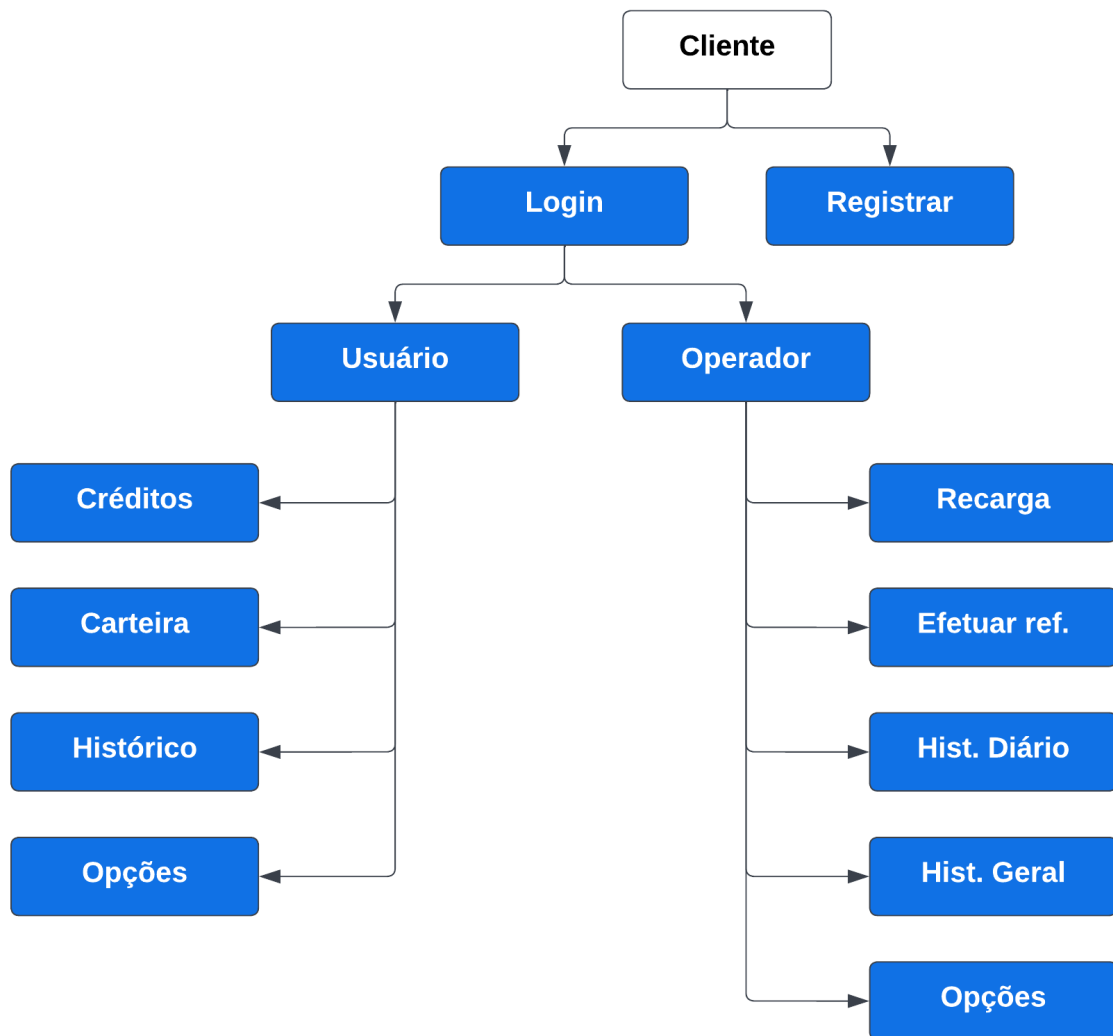 Cliente
Login
Registrar
Usuário
Operador
Créditos
Recarga
Carteira
Efetuar ref.
Histórico
Hist. Diário
Opções
Hist. Geral
Opções